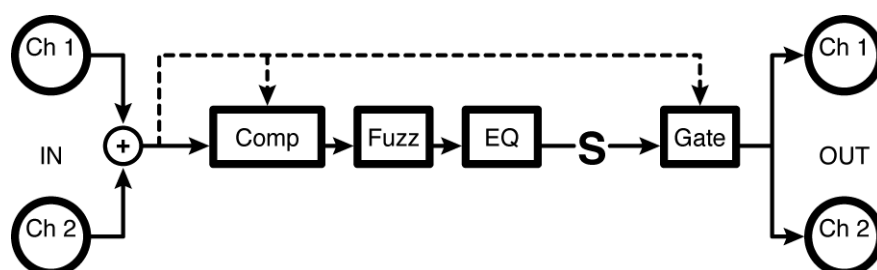 Ch 1
Ch 1
+
Comp
Fuzz
EQ
S
Gate
IN
OUT
Ch 2
Ch 2